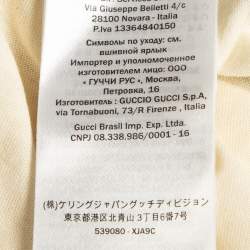 Via Giuseppe Belletti 4/c
28100 Novara - Italia
P.Iva 13364840150
Символы по уходу: см.
вшивной ярлык
Импортер и уполномоченное
изготовителем лицо: ООО
« ГУЧЧИ РУС », Москва,
Петровка, 16
Изготовитель : GUCCIO GUCCI S.p.A,
via Tornabuoni, 73/R Firenze , Italy
Gucci Brasil Imp. Exp. Ltda.
CNPJ 08.338.986/0001 - 16
(株)ケリングジャパングッチディビジョン
東京都港区北青山 3丁目6番7号
539080 - XJA9C